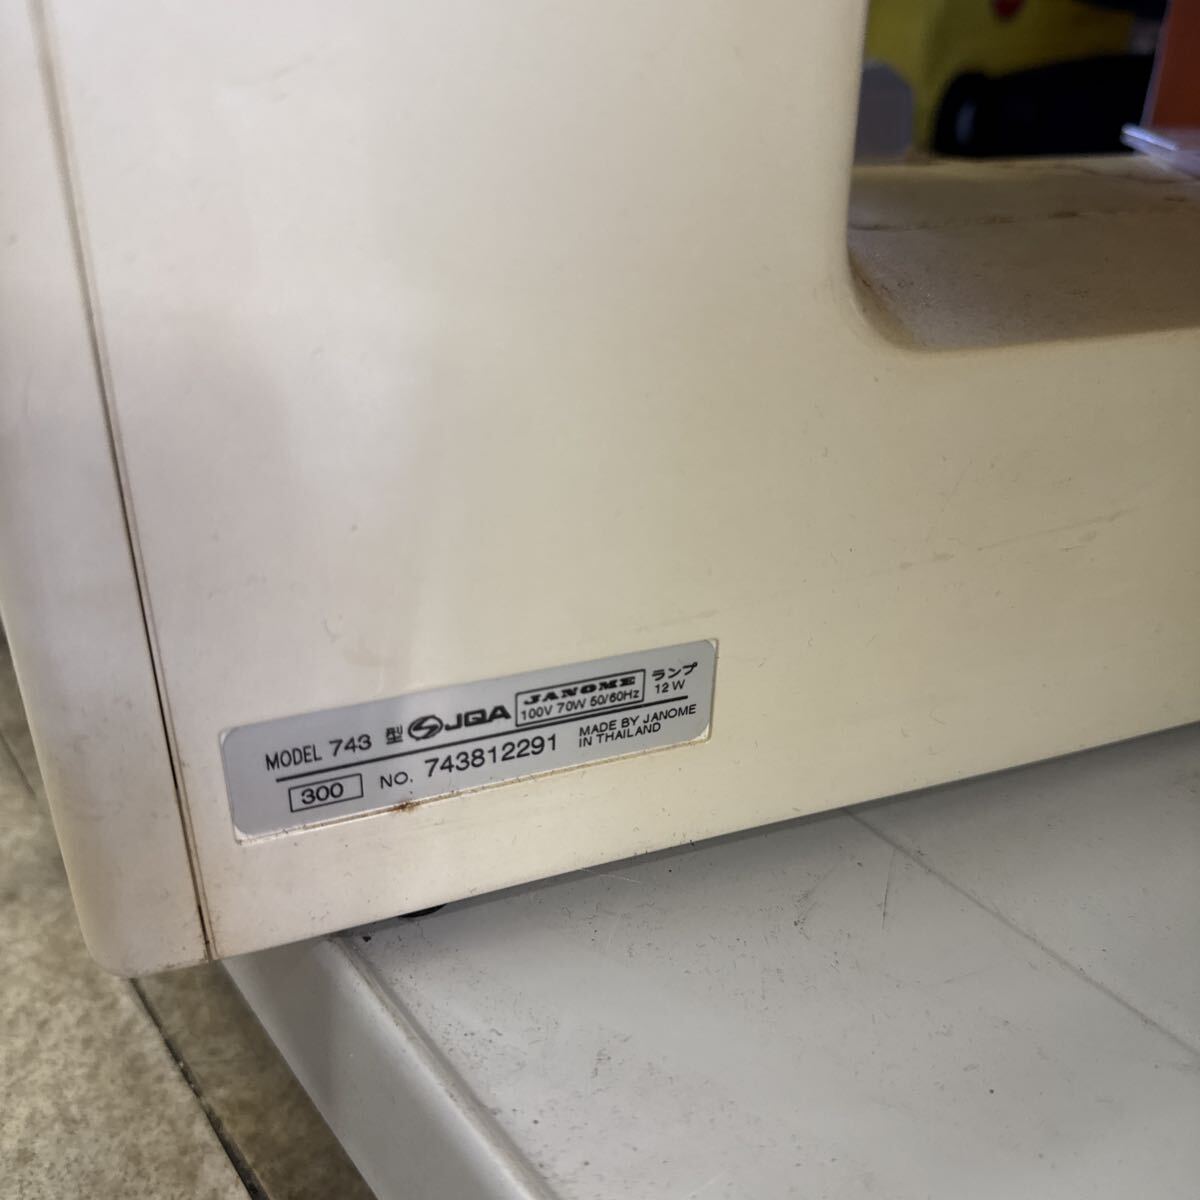 MODEL 743 型 JQA JANOME ランプ
100V 70W 50/60Hz 12W
300 NO. 743812291 MADE BY JANOME
IN THAILAND